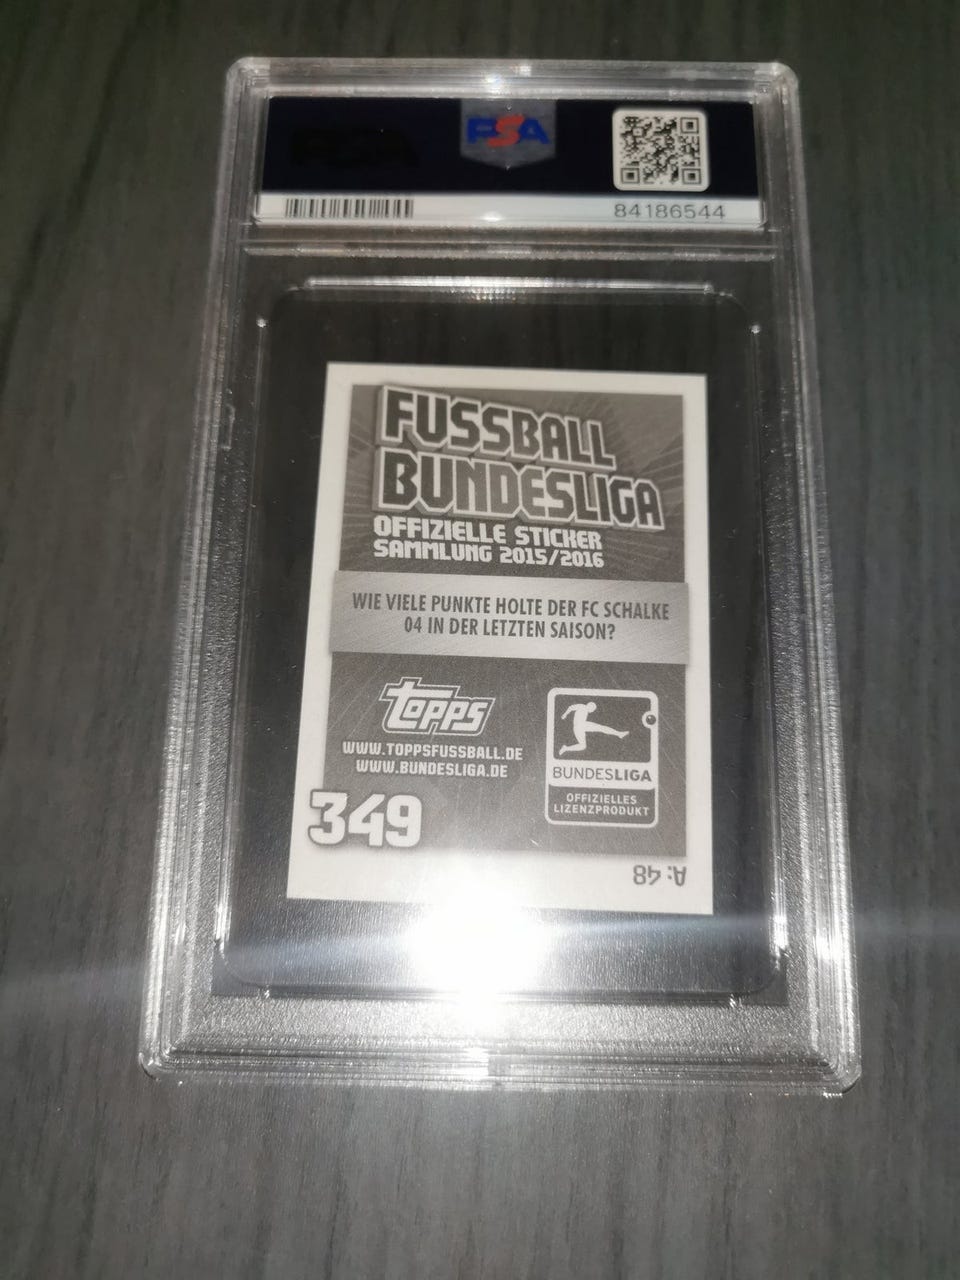 PSA
84186544
FUSSBALL
BUNDESLIGA
OFFIZIELLE STICKER
SAMMLUNG 2015/2016
WIE VIELE PUNKTE HOLTE DER FC SCHALKE
04 IN DER LETZTEN SAISON?
Topps
WWW.TOPPSFUSSBALL.DE
WWW.BUNDESLIGA.DE
BUNDESLIGA
OFFIZIELLES
LIZENZPRODUKT
349
A: 48